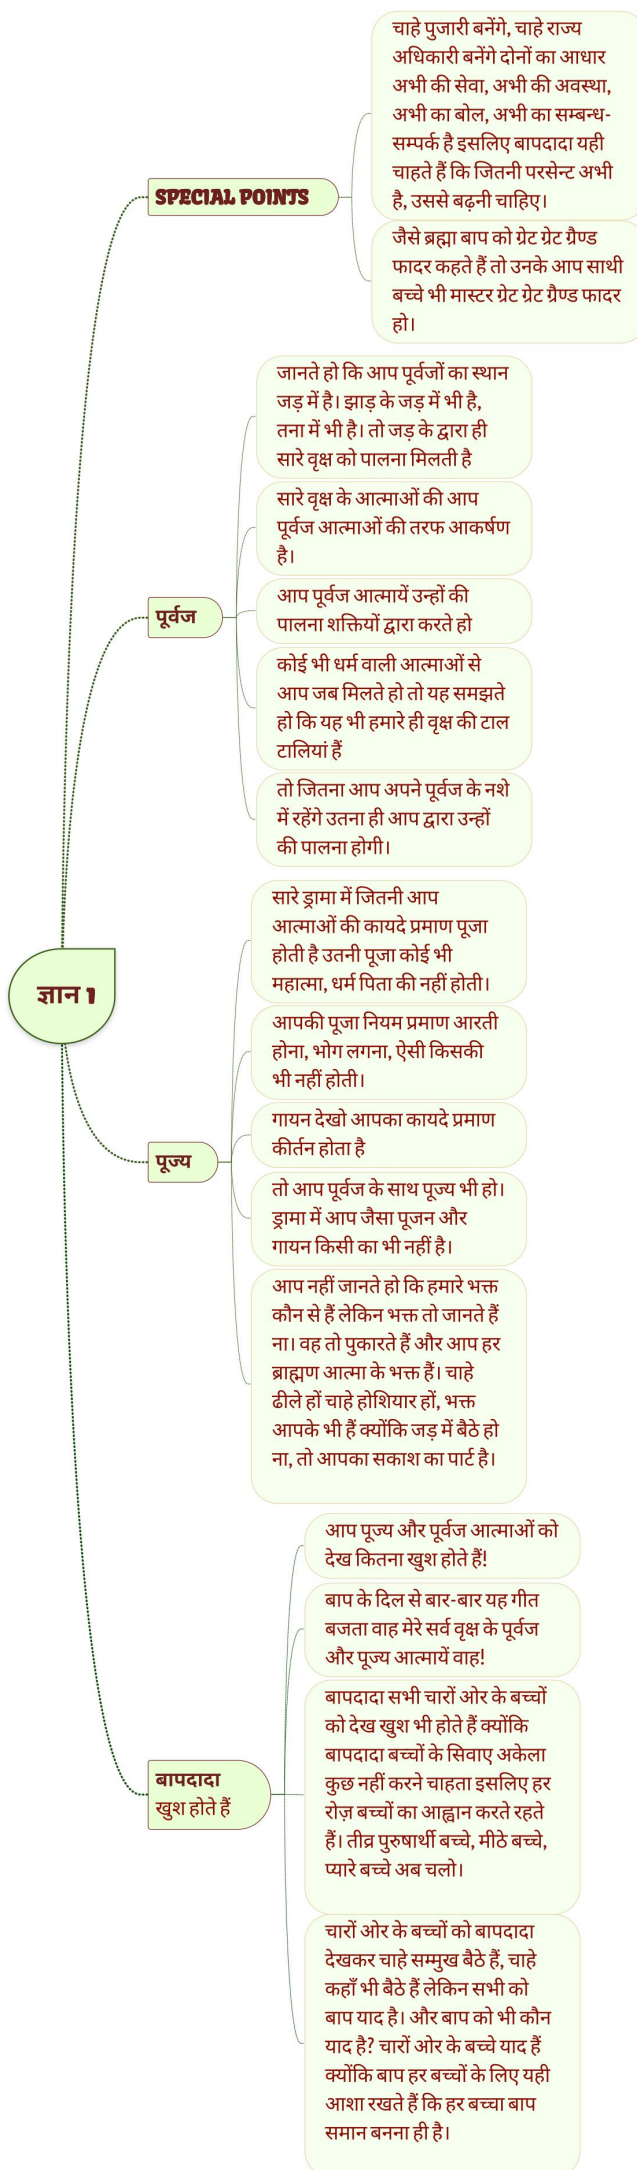 चाहे पुजारी बनेंगे, चाहे राज्य
अधिकारी बनेंगे दोनों का आधार
अभी की सेवा, अभी की अवस्था,
अभी का बोल, अभी का सम्बन्ध-
सम्पर्क है इसलिए बापदादा यही
चाहते हैं कि जितनी परसेन्ट अभी
है, उससे बढ़नी चाहिए।
SPECIAL POINTS
जैसे ब्रह्मा बाप को ग्रेट ग्रेट ग्रैण्ड
फादर कहते हैं तो उनके आप साथी
बच्चे भी मास्टर ग्रेट ग्रेट ग्रैण्ड फादर
हो।
जानते हो कि आप पूर्वजों का स्थान
जड़ में है। झाड़ के जड़ में भी है,
तना में भी है। तो जड़ के द्वारा ही
सारे वृक्ष को पालना मिलती है
सारे वृक्ष के आत्माओं की आप
पूर्वज आत्माओं की तरफ आकर्षण
है।
पूर्वज
आप पूर्वज आत्मायें उन्हों की
पालना शक्तियों द्वारा करते हो
कोई भी धर्म वाली आत्माओं से
आप जब मिलते हो तो यह समझते
हो कि यह भी हमारे ही वृक्ष की टाल
टालियां हैं
तो जितना आप अपने पूर्वज के नशे
में रहेंगे उतना ही आप द्वारा उन्हों
की पालना होगी।
ज्ञान 1
सारे ड्रामा में जितनी आप
आत्माओं की कायदे प्रमाण पूजा
होती है उतनी पूजा कोई भी
महात्मा, धर्म पिता की नहीं होती।
आपकी पूजा नियम प्रमाण आरती
होना, भोग लगना, ऐसी किसकी
भी नहीं होती।
गायन देखो आपका कायदे प्रमाण
कीर्तन होता है
पूज्य
तो आप पूर्वज के साथ पूज्य भी हो।
ड्रामा में आप जैसा पूजन और
गायन किसी का भी नहीं है।
आप नहीं जानते हो कि हमारे भक्त
कौन से हैं लेकिन भक्त तो जानते हैं
ना। वह तो पुकारते हैं और आप हर
ब्राह्मण आत्मा के भक्त हैं। चाहे
ढीले हों चाहे होशियार हों, भक्त
आपके भी हैं क्योंकि जड़ में बैठे हो
ना, तो आपका सकाश का पार्ट है।
आप पूज्य और पूर्वज आत्माओं को
देख कितना खुश होते हैं!
बाप के दिल से बार-बार यह गीत
बजता वाह मेरे सर्व वृक्ष के पूर्वज
और पूज्य आत्मायें वाह!
बापदादा सभी चारों ओर के बच्चों
को देख खुश भी होते हैं क्योंकि
बापदादा बच्चों के सिवाए अकेला
कुछ नहीं करने चाहता इसलिए हर
रोज़ बच्चों का आह्वान करते रहते
हैं। तीव्र पुरुषार्थी बच्चे, मीठे बच्चे,
प्यारे बच्चे अब चलो।
बापदादा
खुश होते हैं
चारों ओर के बच्चों को बापदादा
देखकर चाहे सम्मुख बैठे हैं, चाहे
कहाँ भी बैठे हैं लेकिन सभी को
बाप याद है। और बाप को भी कौन
याद है? चारों ओर के बच्चे याद हैं
क्योंकि बाप हर बच्चों के लिए यही
आशा रखते हैं कि हर बच्चा बाप
समान बनना ही है।